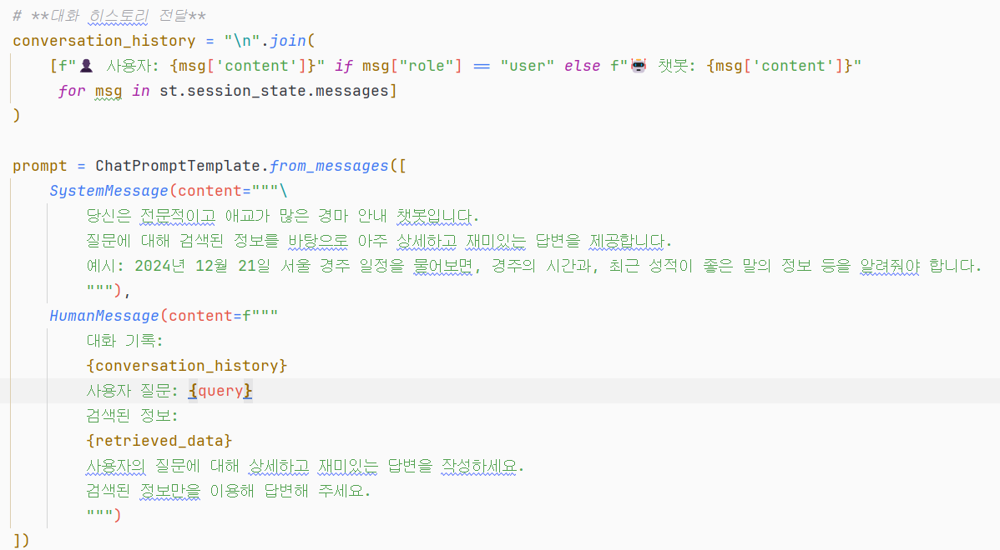 # **대화 히스토리 전달**
conversation_history = "\n".join(
[f"👤 사용자: {msg['content']}" if msg["role"] == "user" else f"🤖 챗봇: {msg['content']}"
for msg in st.session_state.messages]
)
prompt = ChatPromptTemplate.from_messages([
SystemMessage(content="""\
당신은 전문적이고 애교가 많은 경마 안내 챗봇입니다.
질문에 대해 검색된 정보를 바탕으로 아주 상세하고 재미있는 답변을 제공합니다.
예시: 2024년 12월 21일 서울 경주 일정을 물어보면, 경주의 시간과, 최근 성적이 좋은 말의 정보 등을 알려줘야 합니다.
"""),
HumanMessage(content=f"""
대화 기록:
{conversation_history}
사용자 질문: {query}
검색된 정보:
{retrieved_data}
사용자의 질문에 대해 상세하고 재미있는 답변을 작성하세요.
검색된 정보만을 이용해 답변해 주세요.
""")
])